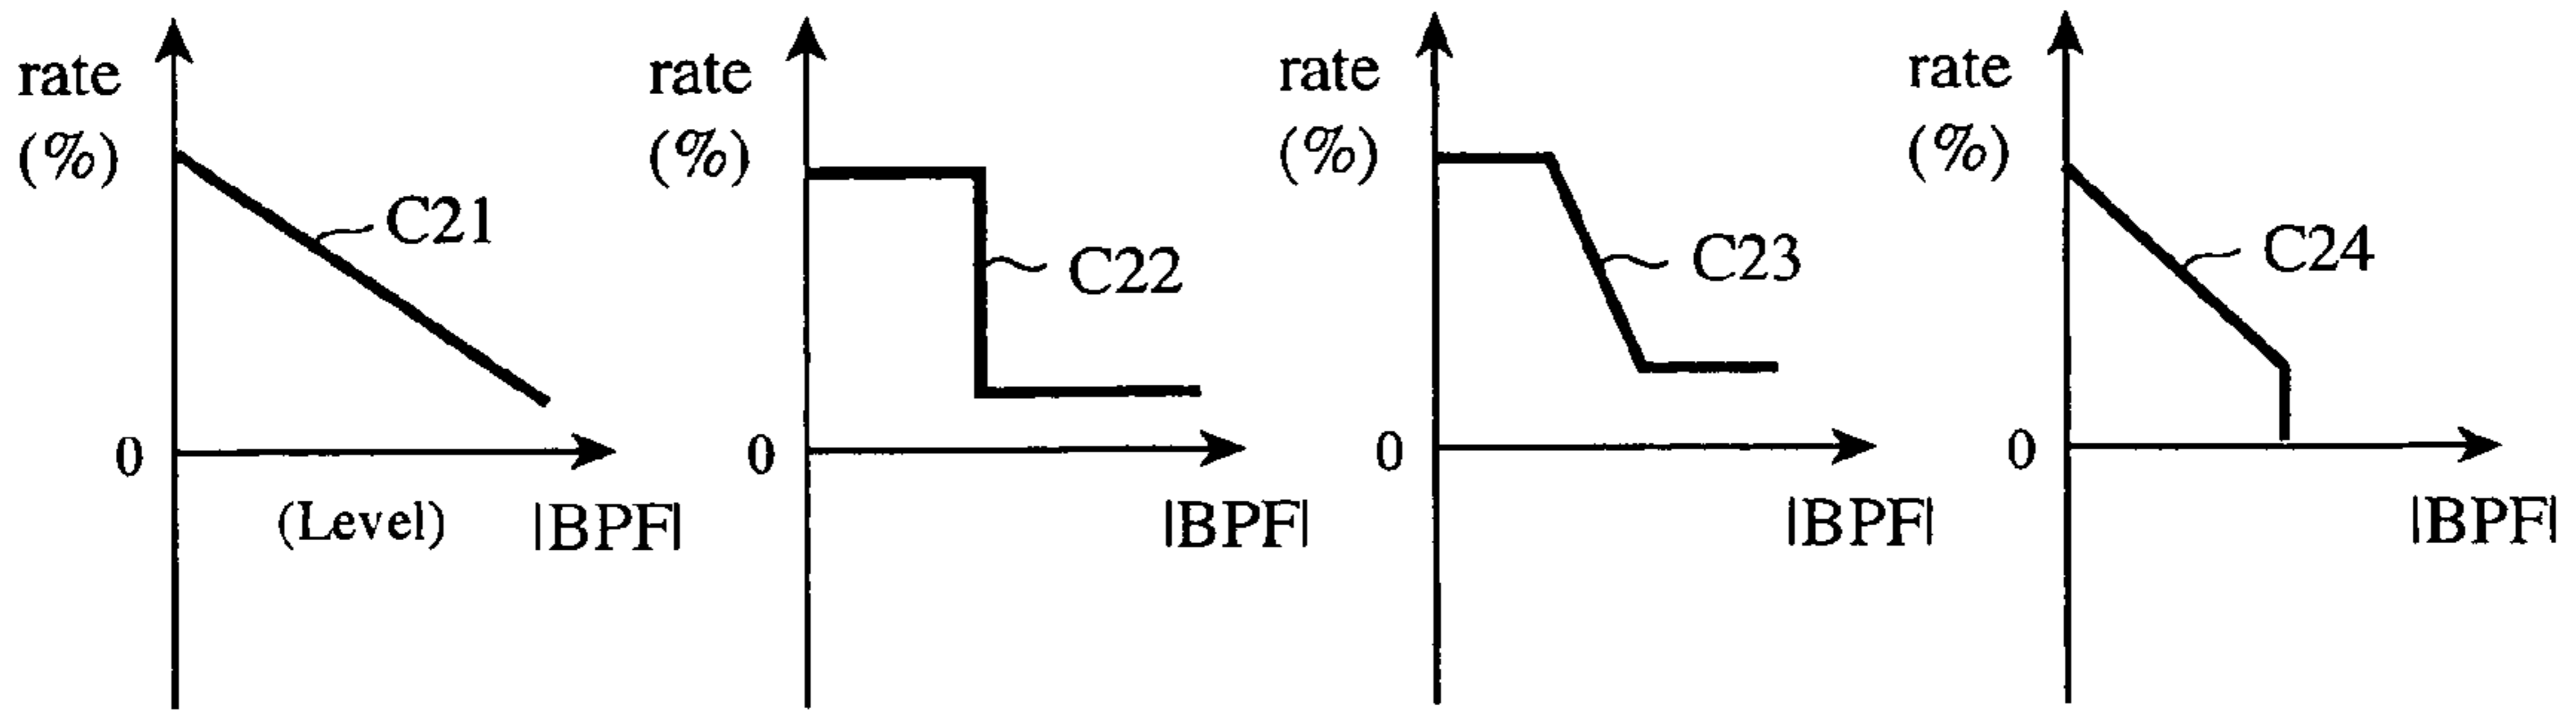 rate
(%)
C21
0
(Level)
|BPF|
rate
(%)
C22
0
|BPF|
rate
(%)
C23
0
|BPF|
rate
(%)
C24
0
|BPF|